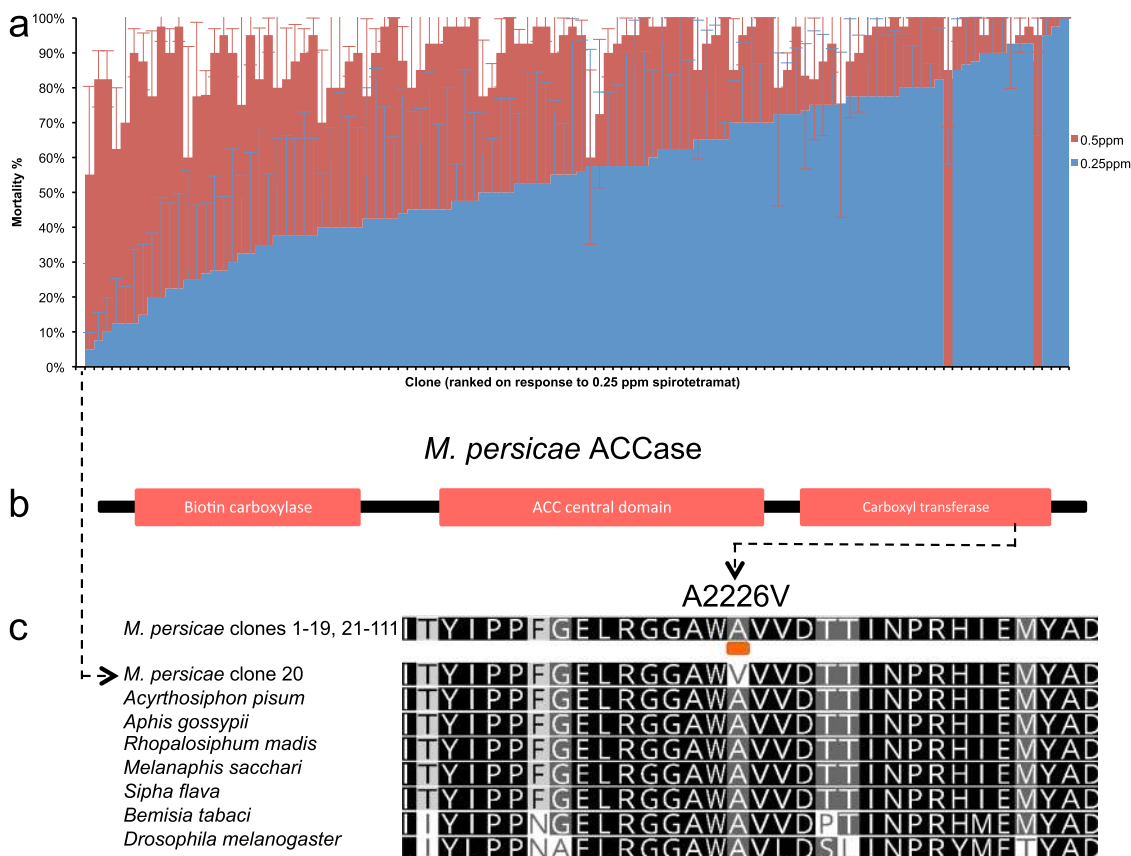 a
100%
90%
80%
70%
60%
50%
40%
30%
20%
10%
0%
Mortality %
0.5ppm
0.25ppm
Clone (ranked on response to 0.25 ppm spirotetramat)
M. persicae ACCase
b
Biotin carboxylase
ACC central domain
Carboxyl transferase
A2226V
c
M. persicae clones 1-19, 21-111 ITYIPPFGELRGGAWAVVDTTINPRHIEMYAD
M. persicae clone 20 ITYIPPFGELRGGAWVVVDTTINPRHIEMYAD
Acyrthosiphon pisum ITYIPPFGELRGGAWAVVDTTINPRHIEMYAD
Aphis gossypii ITYIPPFGELRGGAWAVVDTTINPRHIEMYAD
Rhopalosiphum madis ITYIPPFGELRGGAWAVVDTTINPRHIEMYAD
Melanaphis sacchari ITYIPPFGELRGGAWAVVDTTINPRHIEMYAD
Sipha flava ITYIPPFGELRGGAWAVVDTTINPRHIEMYAD
Bemisia tabaci IIYIPPNGELRGGAWAVVDPTINPRHMEMYAD
Drosophila melanogaster IYIPPNAELRGGAWAVLDSLINPRYMETYAD